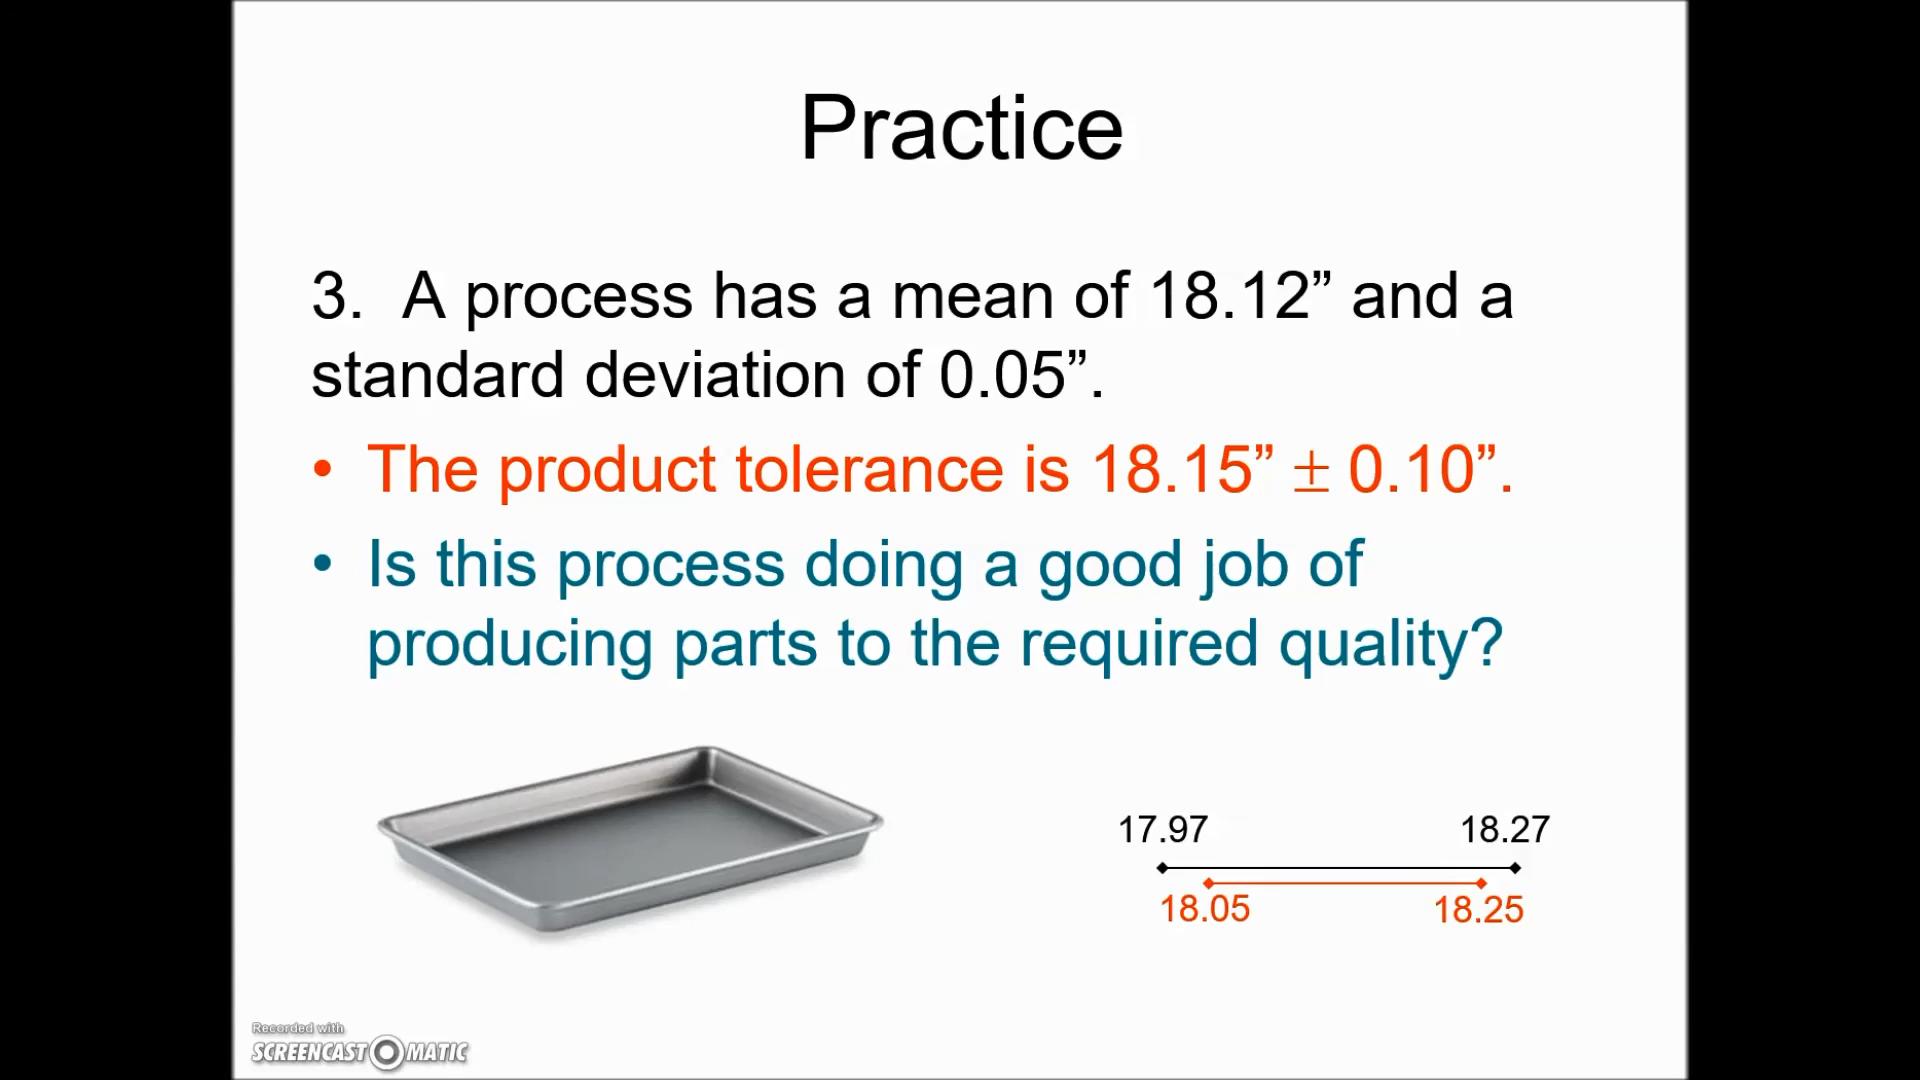 Practice
3. A process has a mean of 18.12” and a
standard deviation of 0.05”.
• The product tolerance is 18.15” ± 0.10”.
• Is this process doing a good job of
producing parts to the required quality?
17.97 18.27
18.05 18.25
Recorded with
SCREENCAST O MATIC